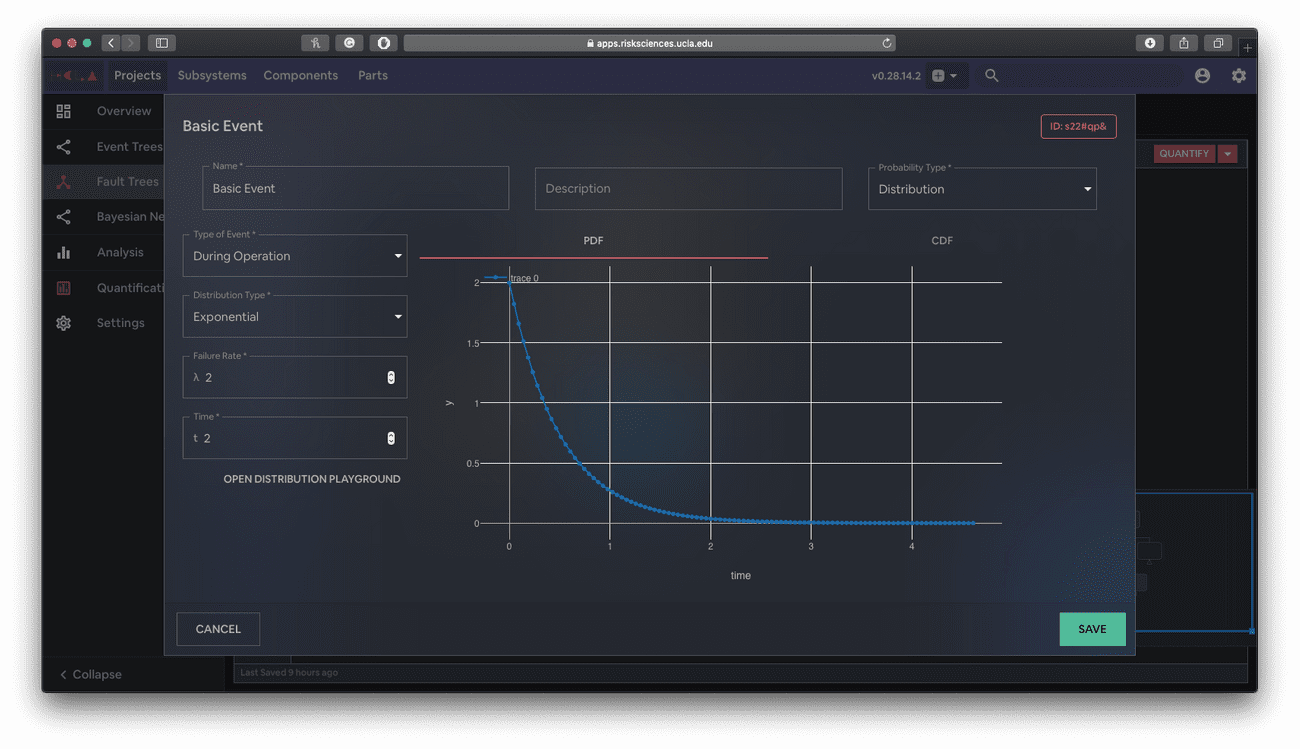 apps.risksciences.ucla.edu
Projects Subsystems Components Parts v0.28.14.2
Overview
Event Trees
Fault Trees
Bayesian Ne
Analysis
Quantificati
Settings
Collapse
QUANTIFY
Basic Event
ID: s22#qp&
Name *
Basic Event
Description
Probability Type *
Distribution
Type of Event *
During Operation
Distribution Type *
Exponential
Failure Rate *
λ 2
Time *
t 2
OPEN DISTRIBUTION PLAYGROUND
PDF CDF
trace 0
2
1.5
1
0.5
0
y
0 1 2 3 4
time
CANCEL SAVE
Last Saved 9 hours ago